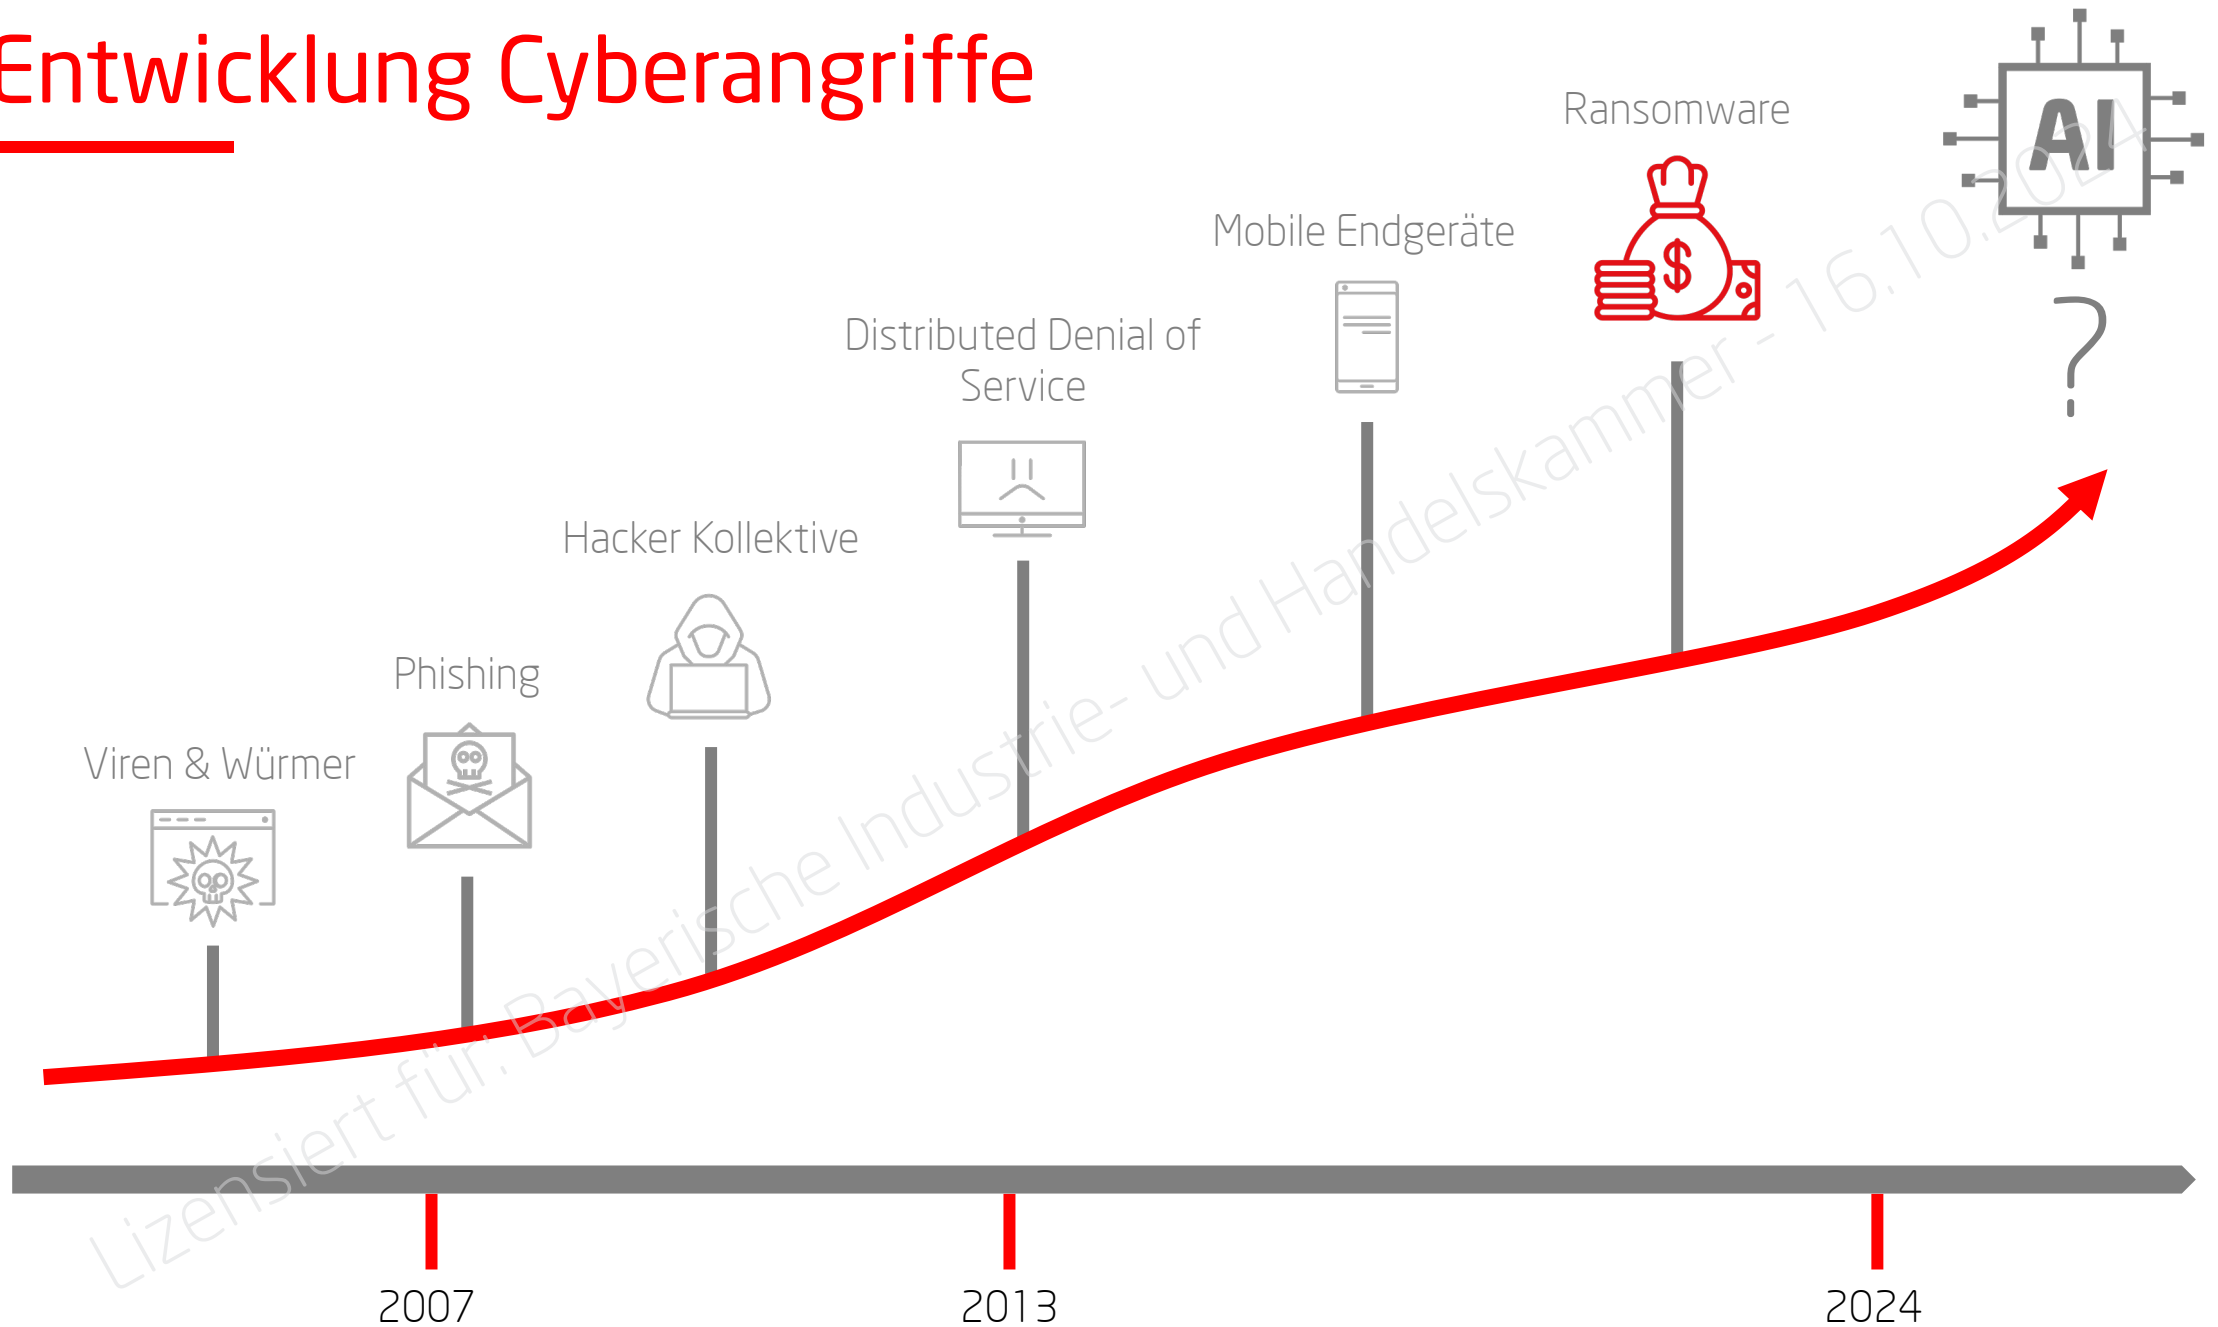 Entwicklung Cyberangriffe
Viren & Würmer
Phishing
Hacker Kollektive
Distributed Denial of
Service
Mobile Endgeräte
Ransomware
$
AI
?
Lizensiert für: Bayerische Industrie- und Handelskammer - 16.10.2024
2007
2013
2024